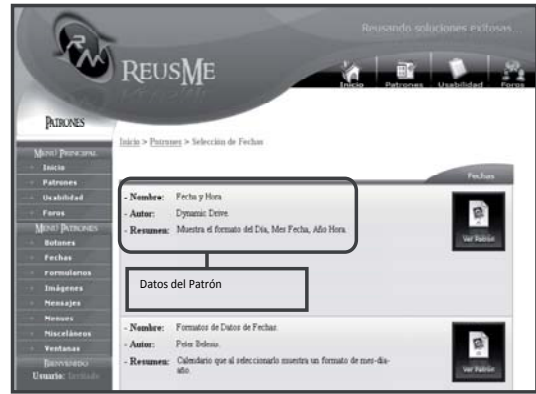 Reusando soluciones exitosas...
RM
REUSME
Inicio Patrones Usabilidad Foros
PATRONES
Inicio > Patrones > Selección de Fechas
MENÚ PRINCIPAL
Inicio
Patrones
Usabilidad
Foros
MENÚ PATRONES
Botones
Fechas
Formularios
Imágenes
Mensajes
Menues
Misceláneos
Ventanas
BIENVENIDO
Usuario: Invitado
Fechas
- Nombre: Fecha y Hora
- Autor: Dynamic Drive.
- Resumen: Muestra el formato del Día, Mes Fecha, Año Hora.
Ver Patrón
Datos del Patrón
- Nombre: Formatos de Datos de Fechas.
- Autor: Peter
- Resumen: Calendario que al seleccionarlo muestra un formato de mes-día-
año.
Ver Patrón